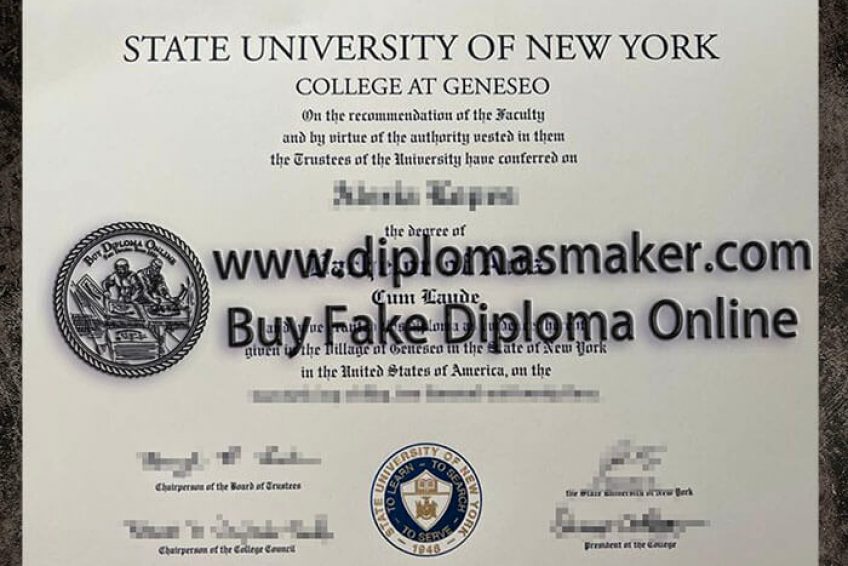 STATE UNIVERSITY OF NEW YORK
COLLEGE AT GENESEO
On the recommendation of the Faculty
and by virtue of the authority vested in them
the Trustees of the University have conferred on
the degree of
BUY DIPLOMA ONLINE
www.diplomasmaker.com
Bachelor of Arts
Cum Laude
Buy Fake Diploma Online
given in the Village of Geneseo in the State of New York
in the United States of America, on the
Chairperson of the Board of Trustees
the State University of New York
STATE UNIVERSITY OF NEW YORK
TO LEARN - TO SEARCH
TO SERVE
1948
Chairperson of the College Council
President of the College